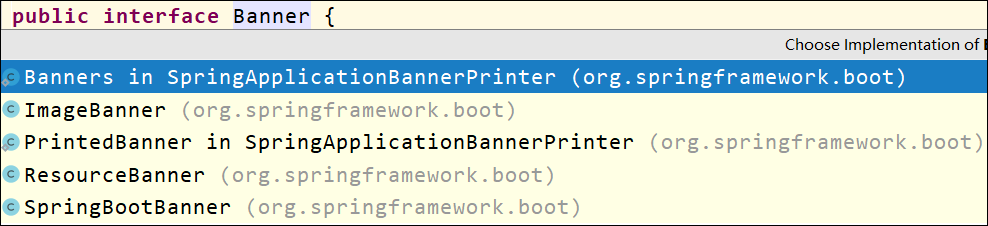 public interface Banner {
Choose Implementation of
Banners in SpringApplicationBannerPrinter (org.springframework.boot)
ImageBanner (org.springframework.boot)
PrintedBanner in SpringApplicationBannerPrinter (org.springframework.boot)
ResourceBanner (org.springframework.boot)
SpringBootBanner (org.springframework.boot)